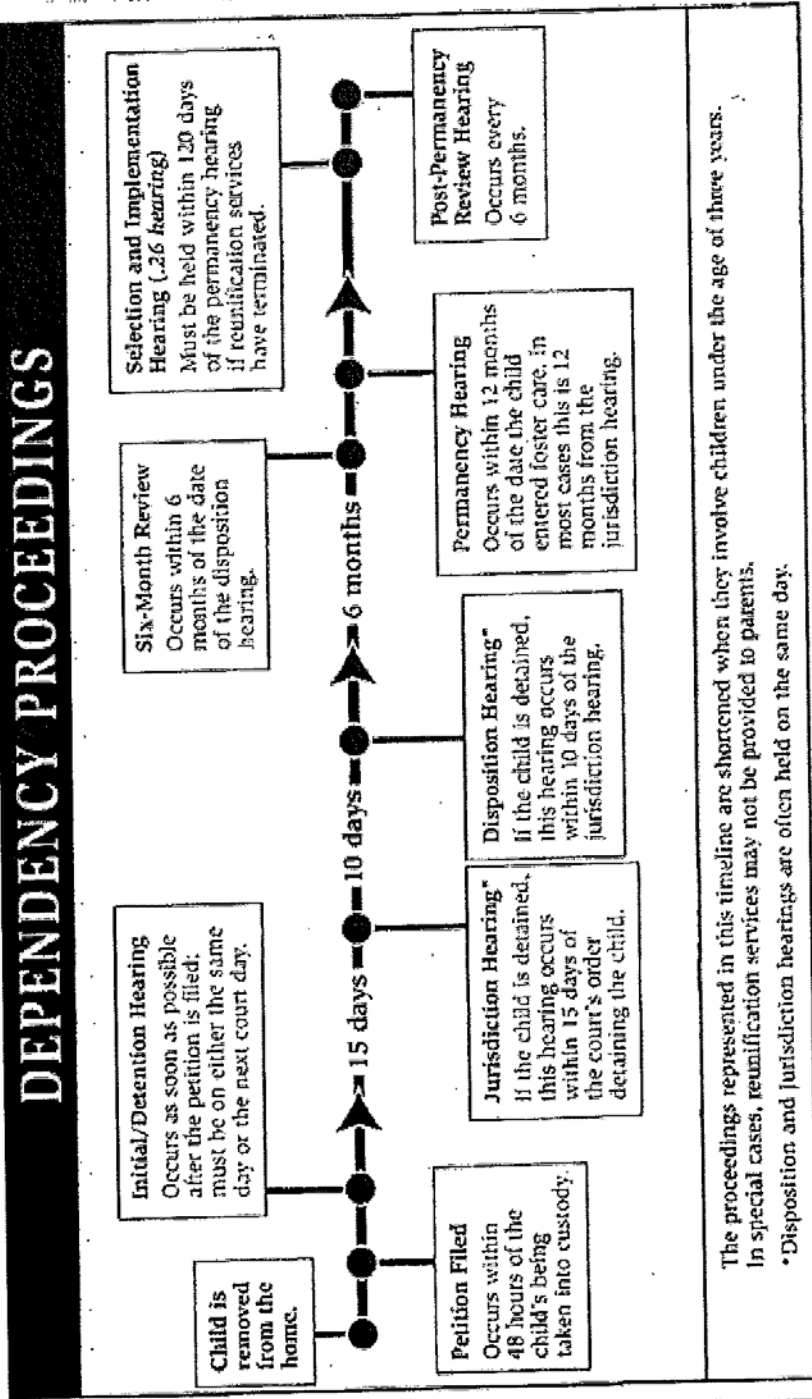 DEPENDENCY PROCEEDINGS
Child is
removed
from the
home.
Petition Filed
Occurs within
48 hours of the
child's being
taken into custody.
Initial/Detention Hearing
Occurs as soon as possible
after the petition is filed;
must be on either the same
day or the next court day.
15 days
Jurisdiction Hearing*
If the child is detained,
this hearing occurs
within 15 days of
the court's order
detaining the child.
10 days
Disposition Hearing*
If the child is detained,
this hearing occurs
within 10 days of the
jurisdiction hearing.
6 months
Six-Month Review
Occurs within 6
months of the date
of the disposition
hearing.
Permanency Hearing
Occurs within 12 months
of the date the child
entered foster care, in
most cases this is 12
months from the
jurisdiction hearing.
Selection and Implementation
Hearing (.26 hearing)
Must be held within 120 days
of the permanency hearing
if reunification services
have terminated.
Post-Permanency
Review Hearing
Occurs every
6 months.
The proceedings represented in this timeline are shortened when they involve children under the age of three years.
In special cases, reunification services may not be provided to parents.
*Disposition and Jurisdiction hearings are often held on the same day.